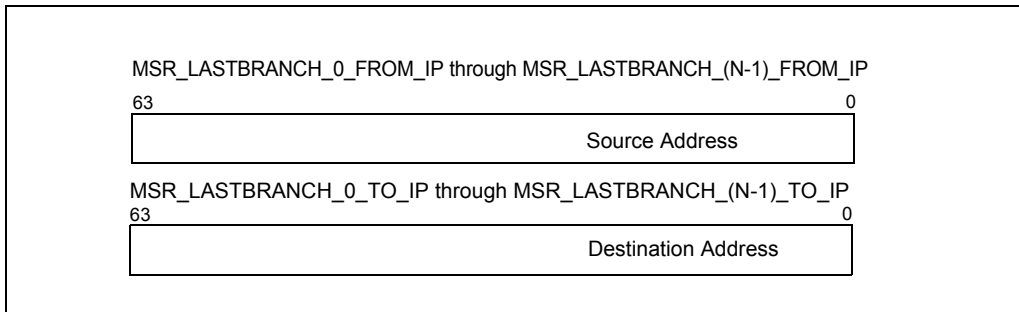 MSR_LASTBRANCH_0_FROM_IP through MSR_LASTBRANCH_(N-1)_FROM_IP
63 0
Source Address
MSR_LASTBRANCH_0_TO_IP through MSR_LASTBRANCH_(N-1)_TO_IP
63 0
Destination Address